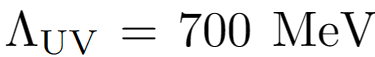 Λ_UV = 700 MeV